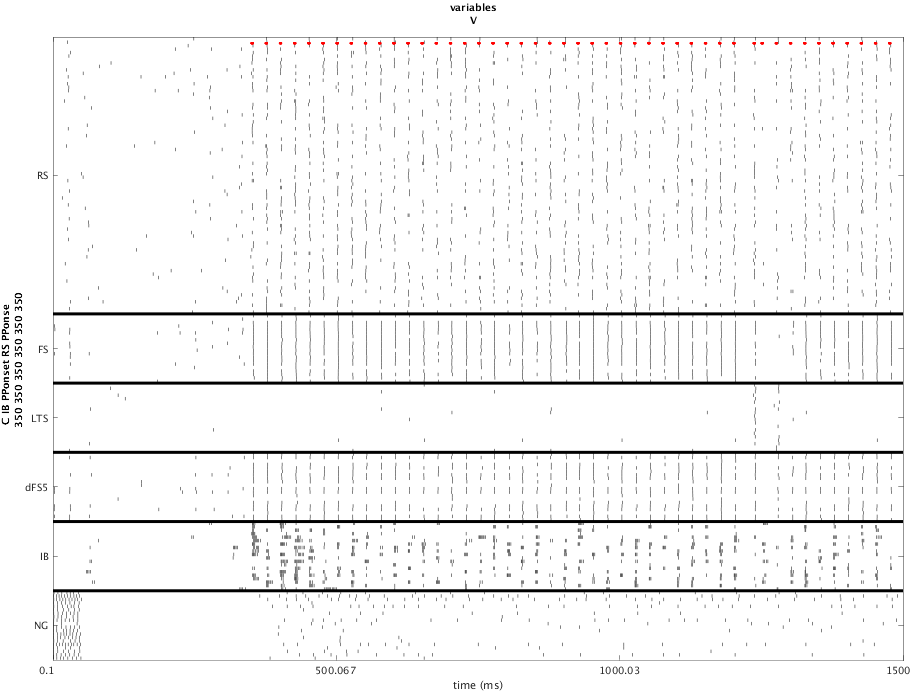 variables
V
C IB PPonset RS PPonse
350 350 350 350 350 350
RS
FS
LTS
dFS5
IB
NG
0.1
500.067
1000.03
1500
time (ms)